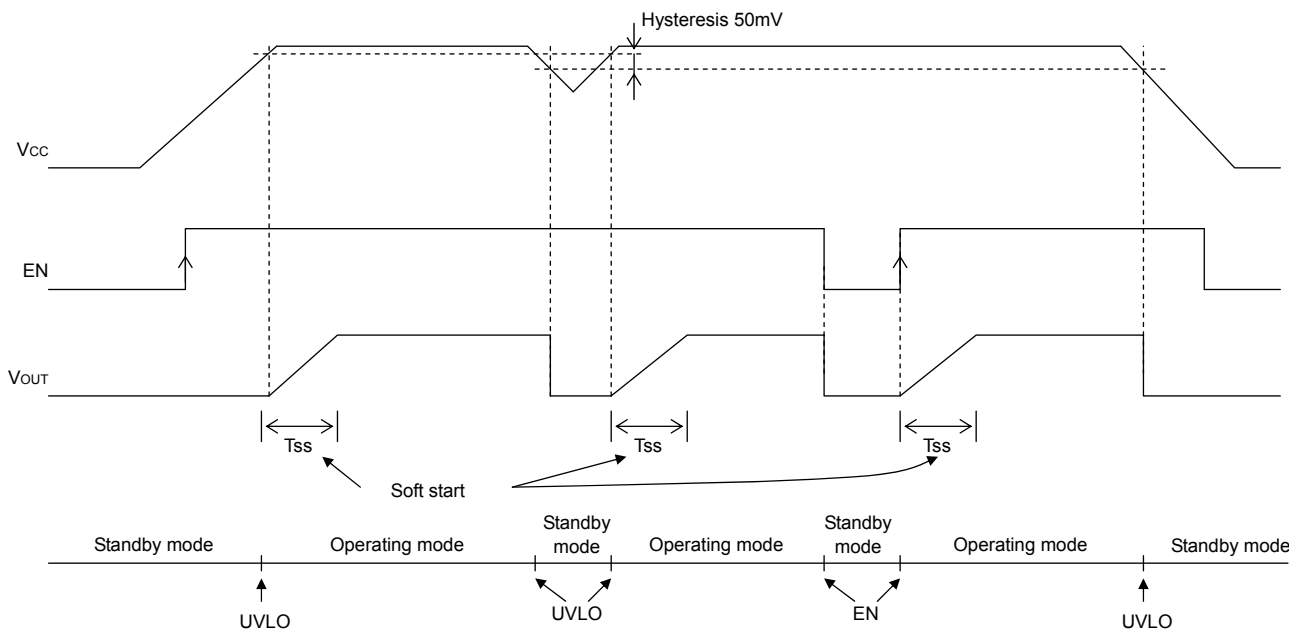 Hysteresis 50mV
VCC
EN
VOUT
Tss
Tss
Tss
Soft start
Standby mode
Operating mode
Standby
mode
Operating mode
Standby
mode
Operating mode
Standby mode
UVLO
UVLO
EN
UVLO